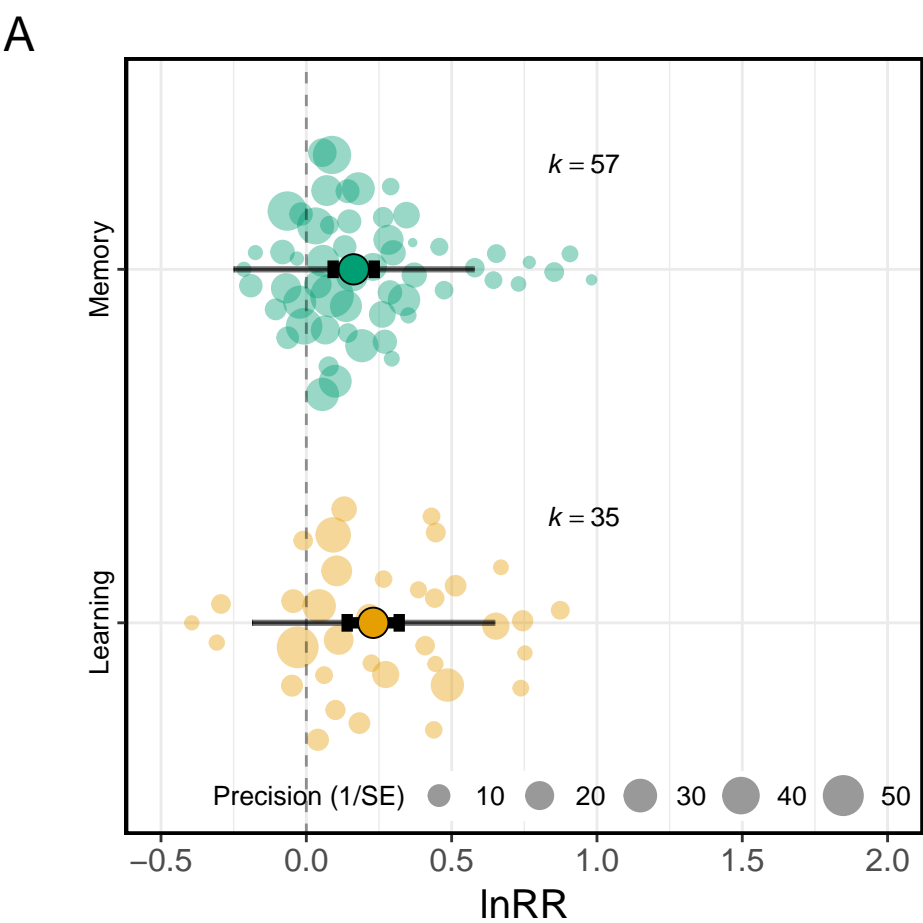 A
k = 57
Memory
k = 35
Learning
Precision (1/SE) 10 20 30 40 50
−0.5 0.0 0.5 1.0 1.5 2.0
lnRR